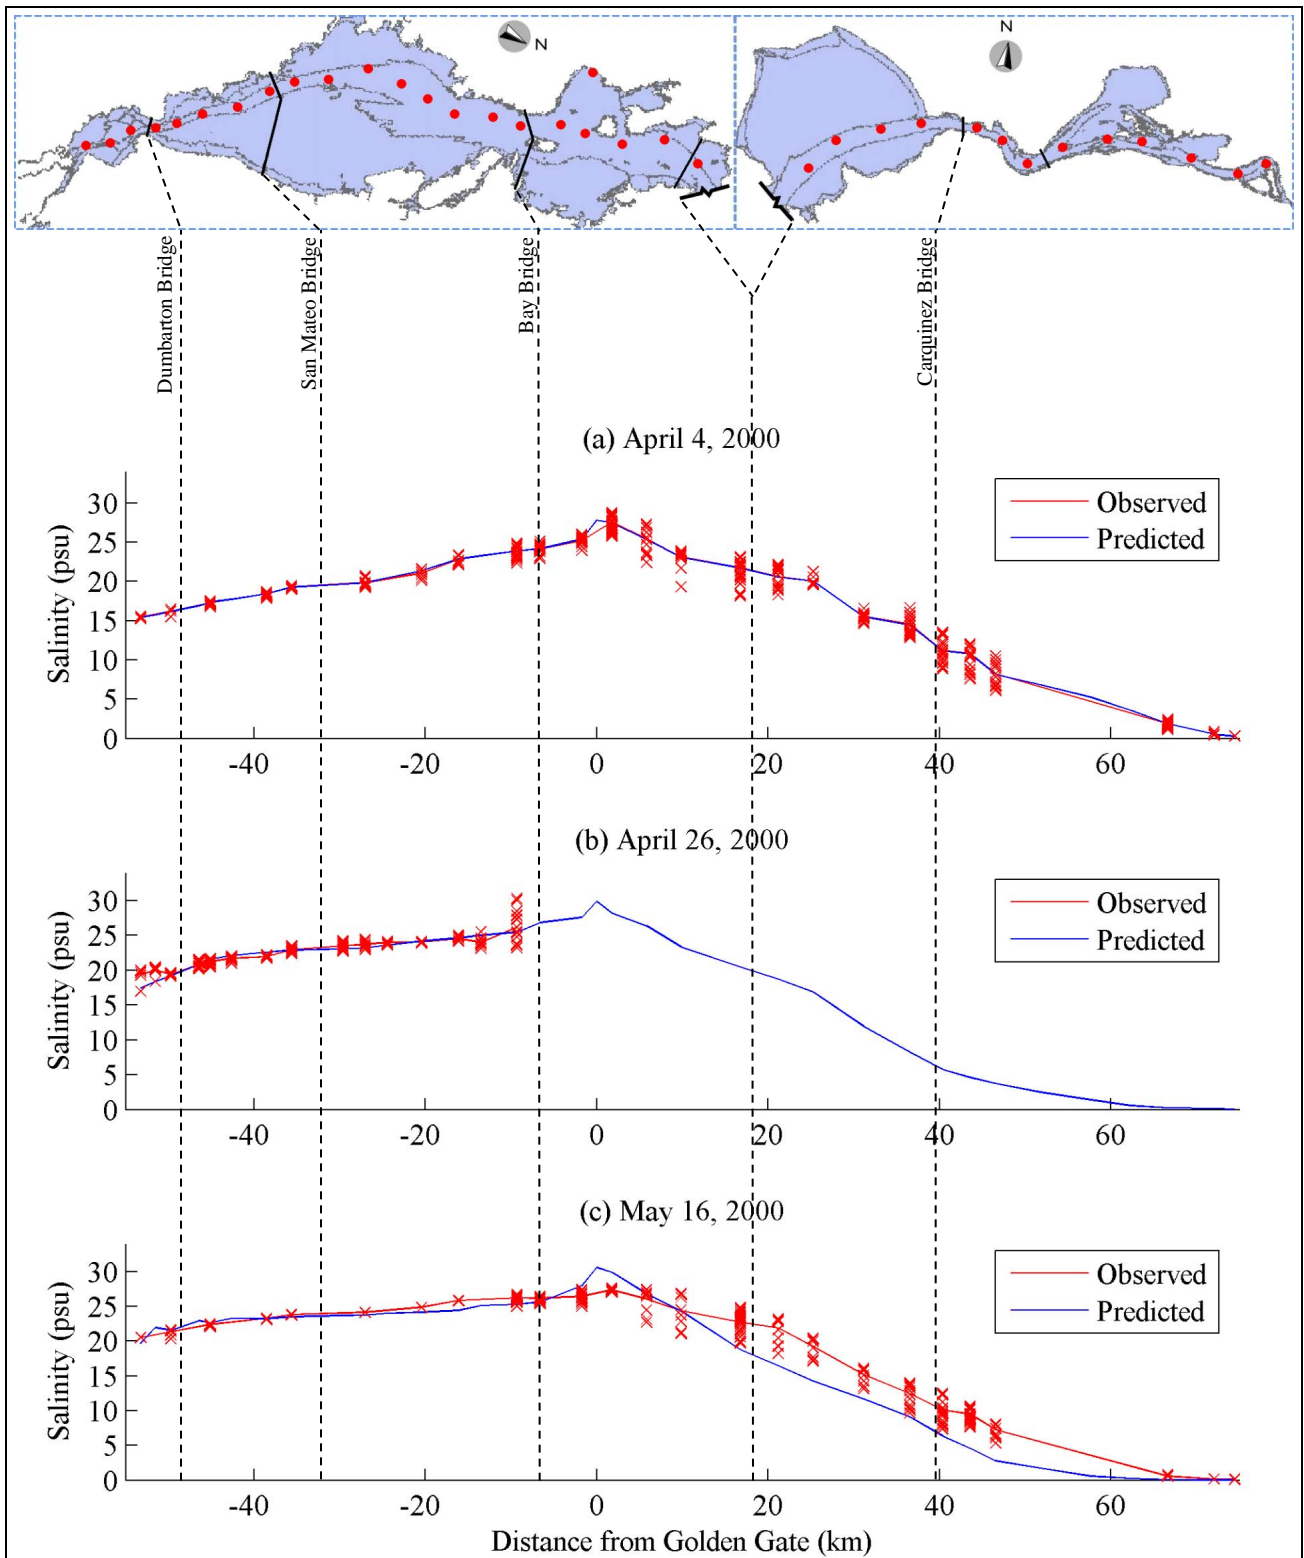 N
N
Dumbarton Bridge
San Mateo Bridge
Bay Bridge
Carquinez Bridge
(a) April 4, 2000
Salinity (psu)
30
25
20
15
10
5
0
-40
-20
0
20
40
60
Observed
Predicted
(b) April 26, 2000
Salinity (psu)
30
25
20
15
10
5
0
-40
-20
0
20
40
60
Observed
Predicted
(c) May 16, 2000
Salinity (psu)
30
25
20
15
10
5
0
-40
-20
0
20
40
60
Observed
Predicted
Distance from Golden Gate (km)